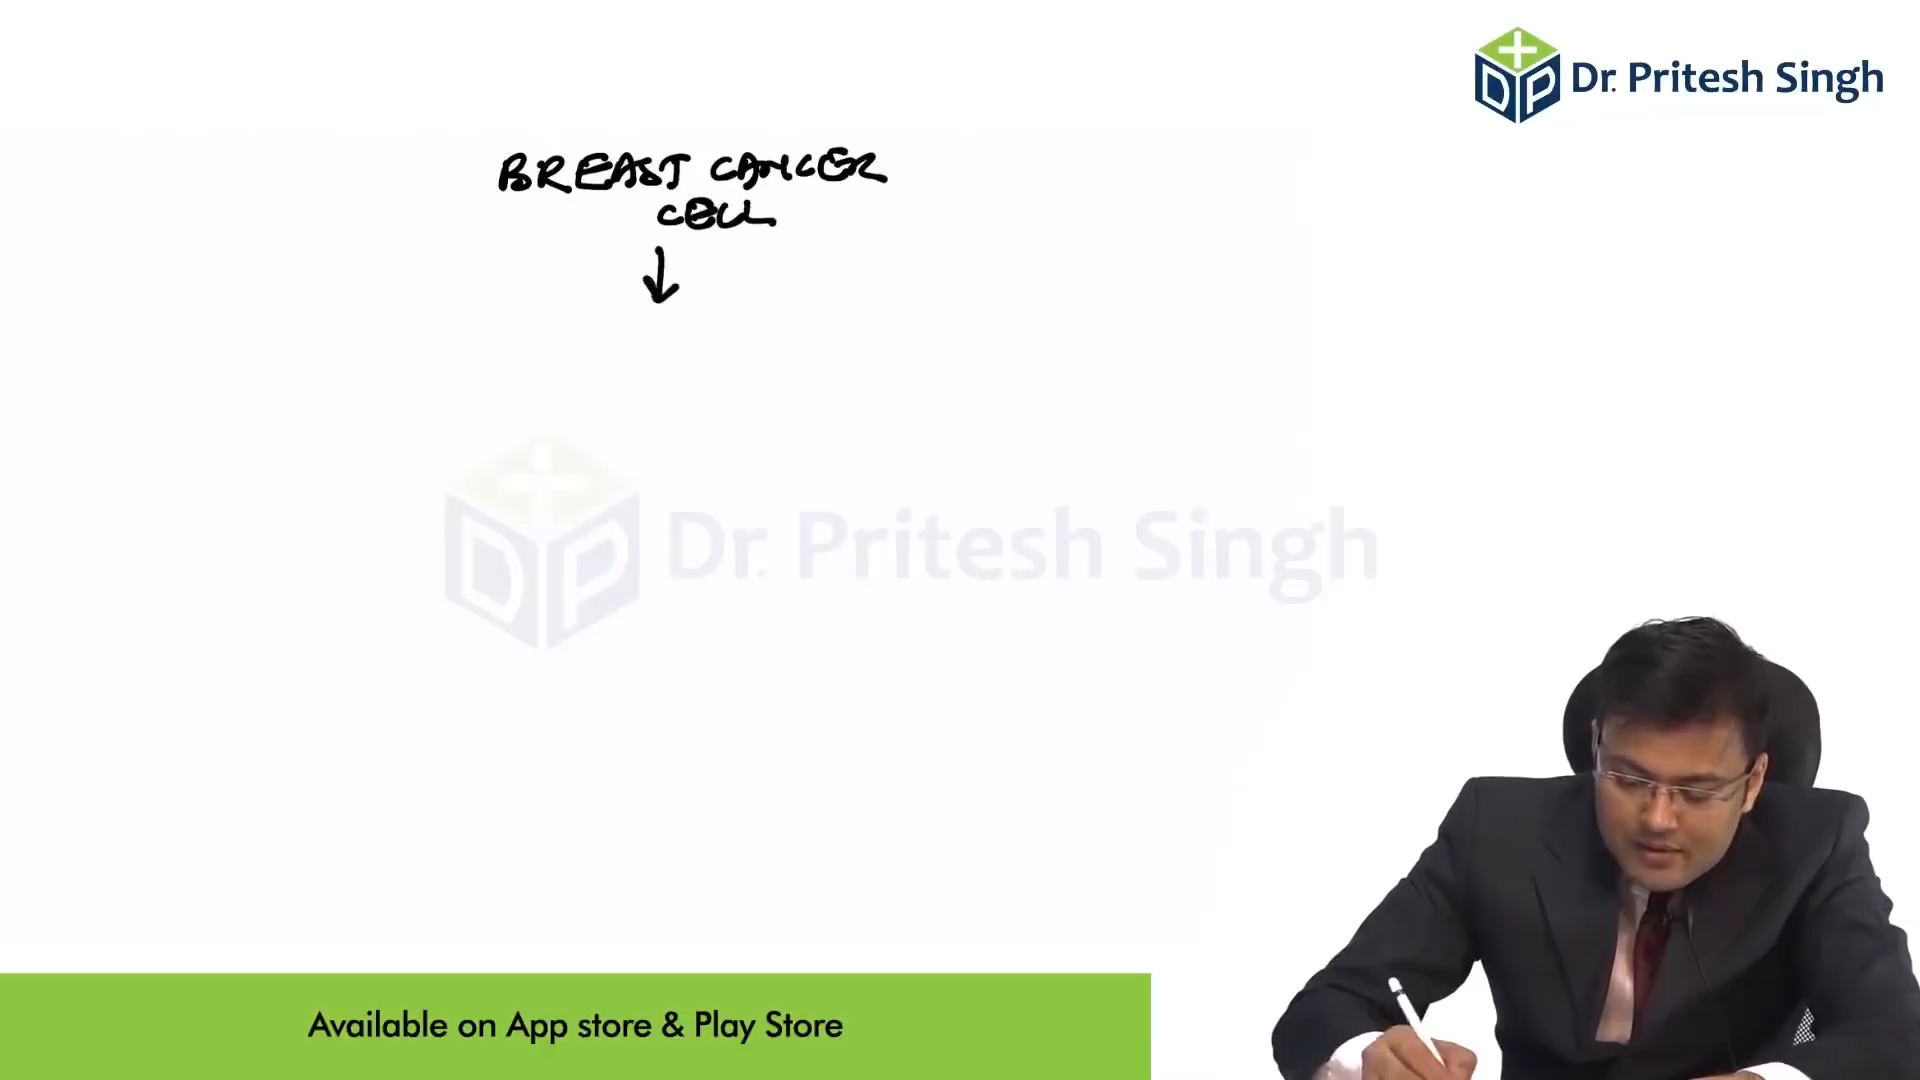 Dr. Pritesh Singh
BREAST CANCER
CELL
Dr. Pritesh Singh
Available on App store & Play Store